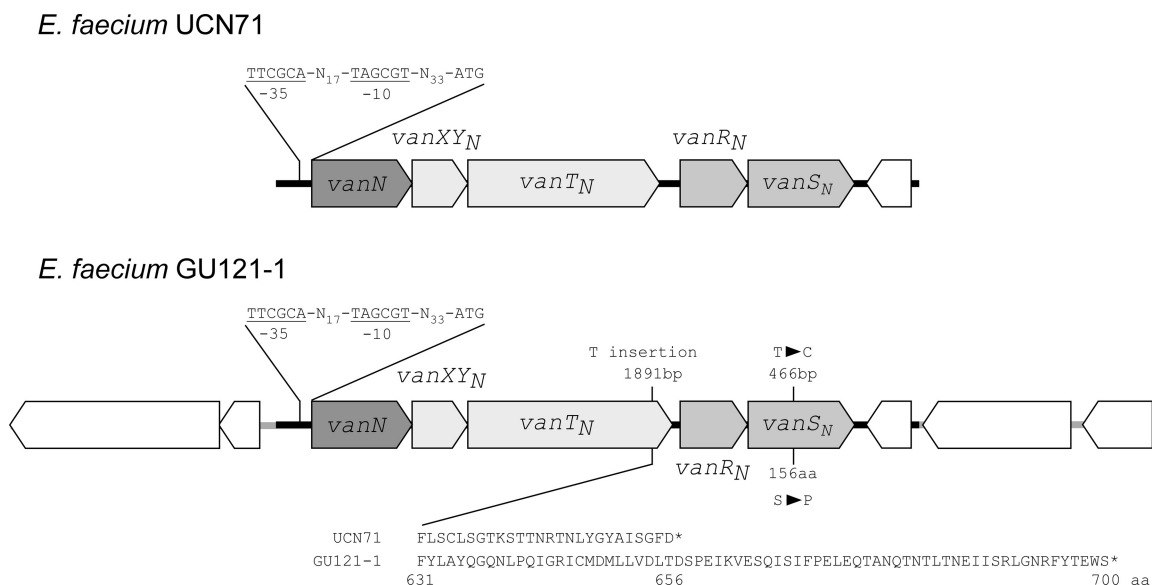 E. faecium UCN71
TTCGCA-N17-TAGCGT-N33-ATG
-35 -10
vanXYN vanRN
vanN vanTN vanSN
E. faecium GU121-1
TTCGCA-N17-TAGCGT-N33-ATG
-35 -10
T insertion T►C
1891bp 466bp
vanXYN
vanN vanTN vanSN
vanRN 156aa
S►P
UCN71 FLSCLSGTKSTTNRTNLYGYAISGFD*
GU121-1 FYLAYQGQNLPQIGRICMDMLLVDLTDSPEIKVESQISIFPELEQTANQTNTLTNEIISRLGNRFYTEWS*
631 656 700 aa